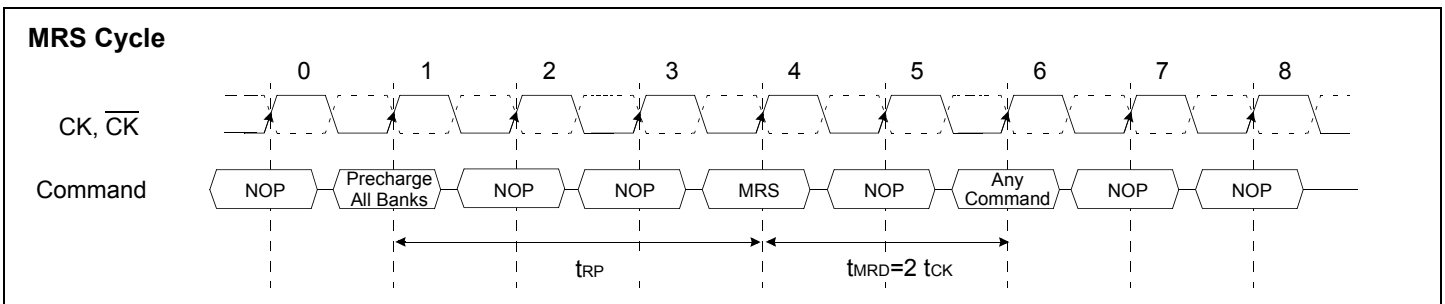 MRS Cycle
0 1 2 3 4 5 6 7 8
CK, C̅K̅
Command NOP Precharge All Banks NOP NOP MRS NOP Any Command NOP NOP
tRP tMRD=2 tCK